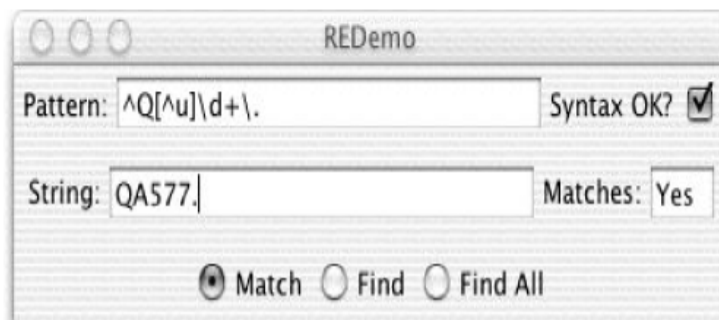 REDemo
Pattern: ^Q[^u]\d+\. Syntax OK?
String: QA577. Matches: Yes
Match Find Find All